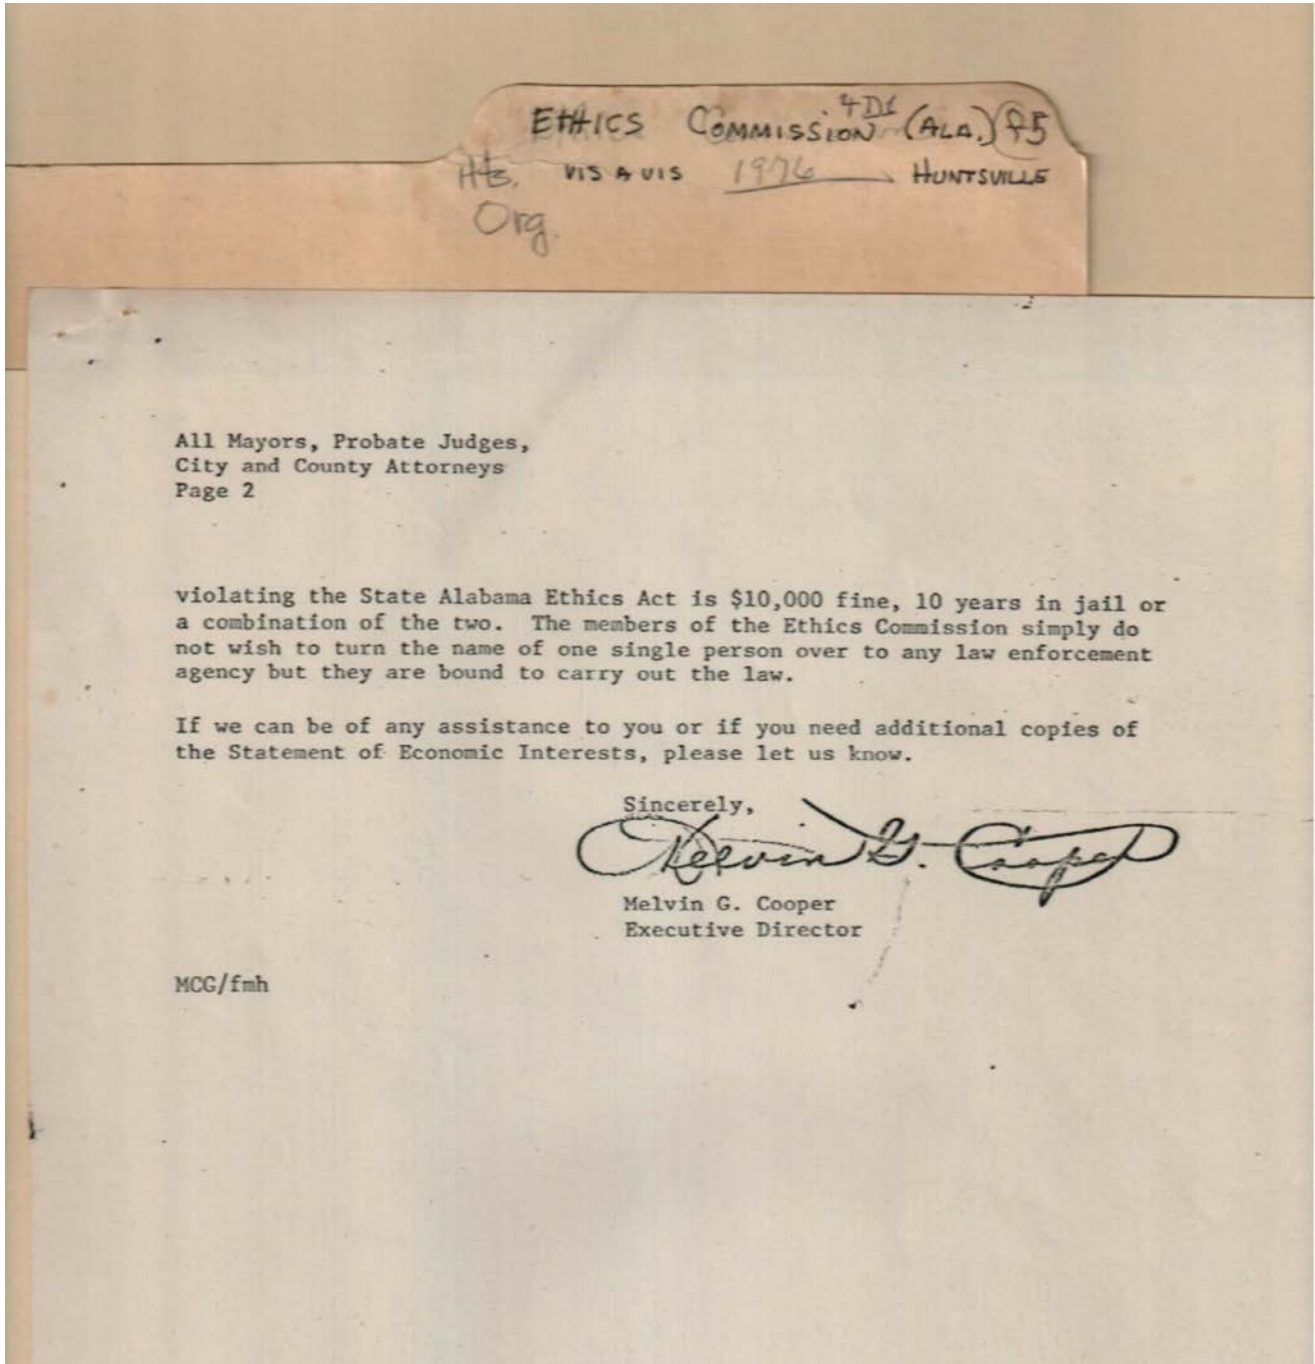 ETHICS COMMISSION 4D1 (ALA.) f5
Hts. VIS A VIS 1976 HUNTSVILLE
Org.
All Mayors, Probate Judges,
City and County Attorneys
Page 2
violating the State Alabama Ethics Act is $10,000 fine, 10 years in jail or
a combination of the two. The members of the Ethics Commission simply do
not wish to turn the name of one single person over to any law enforcement
agency but they are bound to carry out the law.
If we can be of any assistance to you or if you need additional copies of
the Statement of Economic Interests, please let us know.
Sincerely,
Melvin G. Cooper
Melvin G. Cooper
Executive Director
MCG/fmh